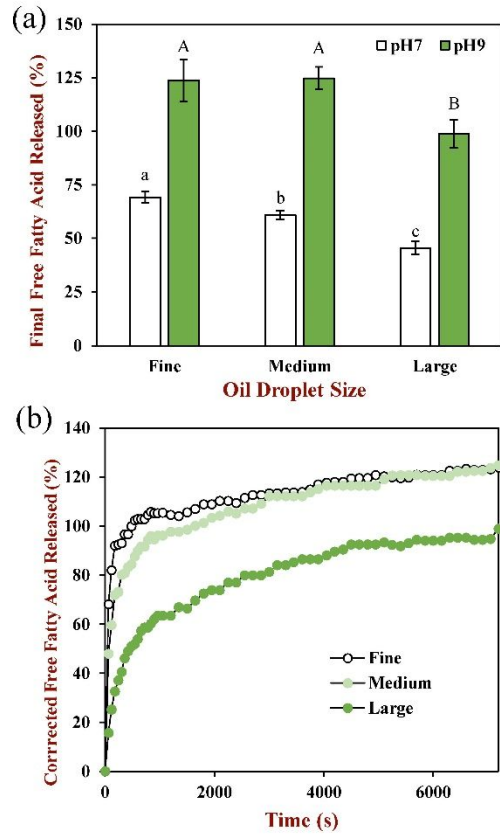 (a)
Final Free Fatty Acid Released (%)
150
125
100
75
50
25
0
pH7 pH9
a A b A c B
Fine Medium Large
Oil Droplet Size
(b)
Corrrected Free Fatty Acid Released (%)
140
120
100
80
60
40
20
0
Fine
Medium
Large
0 2000 4000 6000
Time (s)